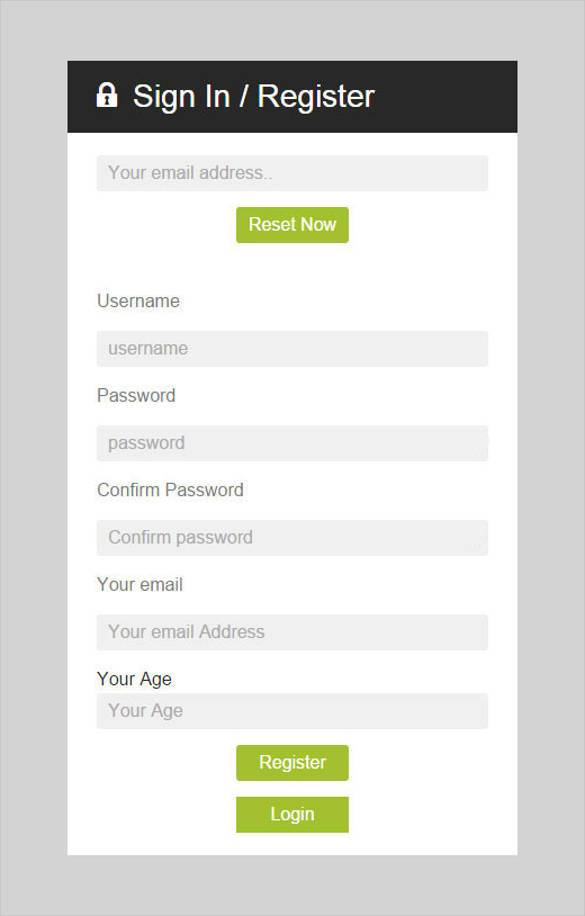 Sign In / Register
Your email address..
Reset Now
Username
username
Password
password
Confirm Password
Confirm password
Your email
Your email Address
Your Age
Your Age
Register
Login